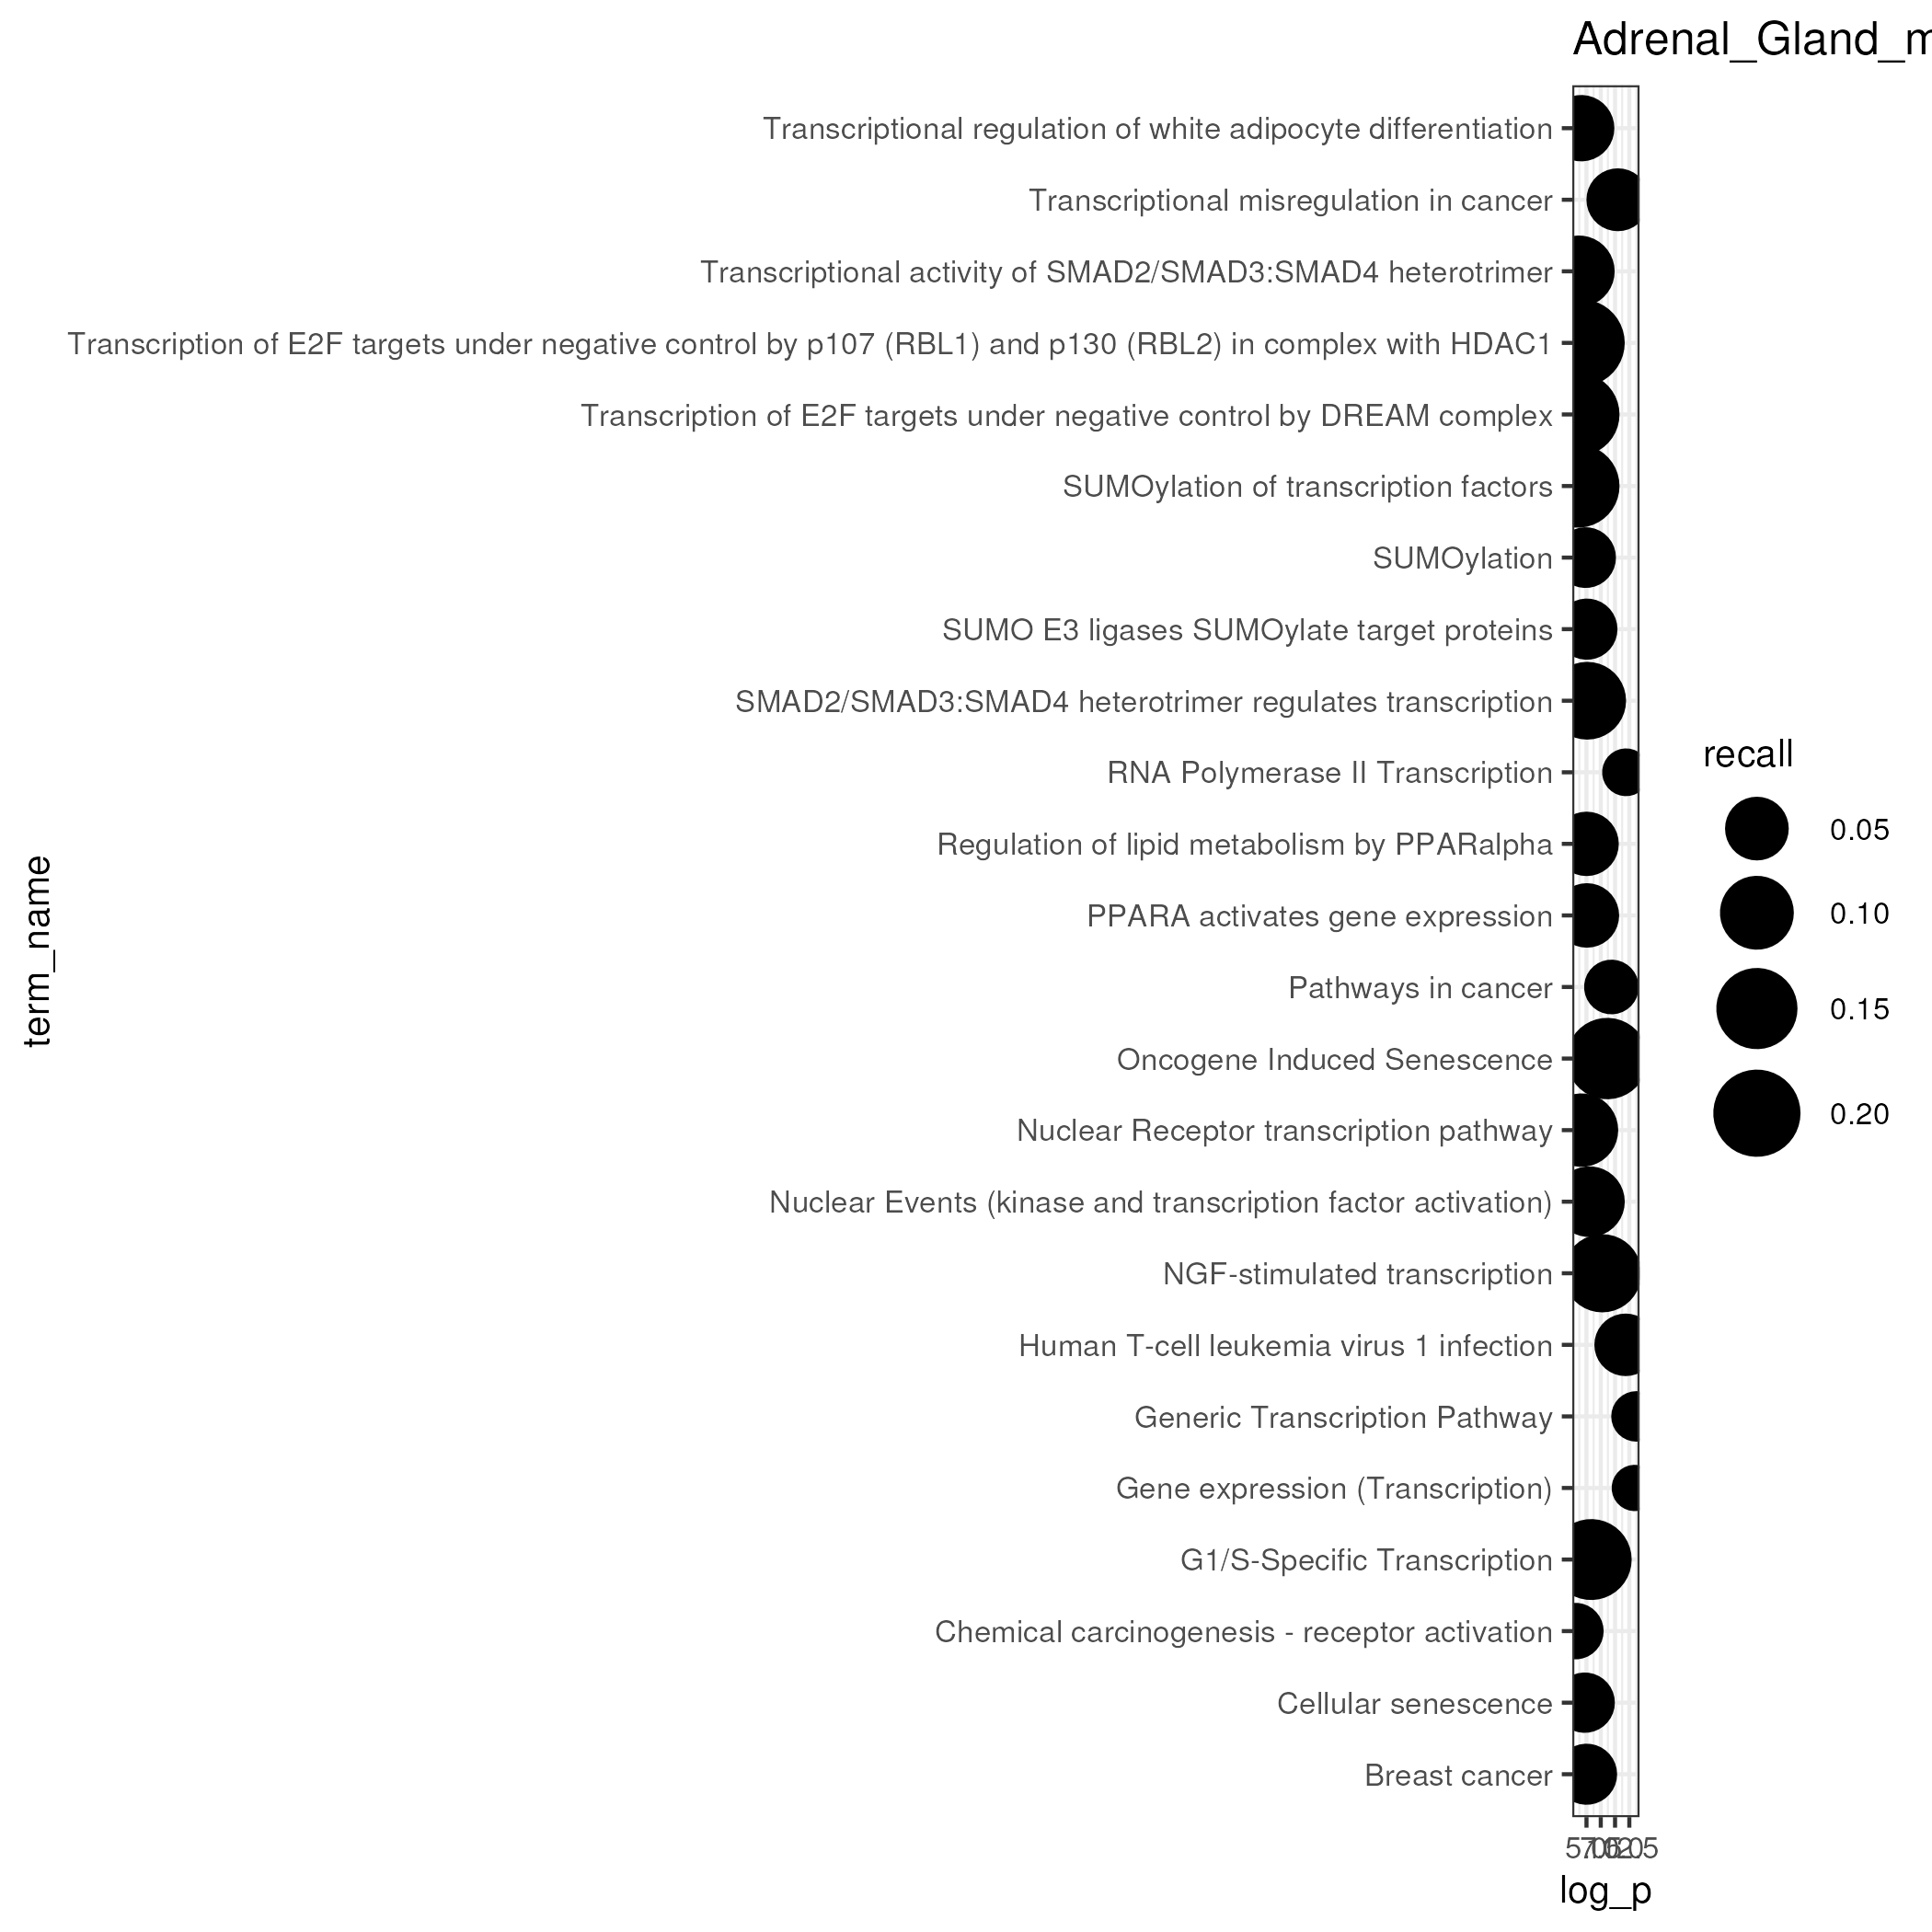 Adrenal_Gland_m
Transcriptional regulation of white adipocyte differentiation
Transcriptional misregulation in cancer
Transcriptional activity of SMAD2/SMAD3:SMAD4 heterotrimer
Transcription of E2F targets under negative control by p107 (RBL1) and p130 (RBL2) in complex with HDAC1
Transcription of E2F targets under negative control by DREAM complex
SUMOylation of transcription factors
SUMOylation
SUMO E3 ligases SUMOylate target proteins
SMAD2/SMAD3:SMAD4 heterotrimer regulates transcription
RNA Polymerase II Transcription
Regulation of lipid metabolism by PPARalpha
PPARA activates gene expression
Pathways in cancer
Oncogene Induced Senescence
Nuclear Receptor transcription pathway
Nuclear Events (kinase and transcription factor activation)
NGF-stimulated transcription
Human T-cell leukemia virus 1 infection
Generic Transcription Pathway
Gene expression (Transcription)
G1/S-Specific Transcription
Chemical carcinogenesis - receptor activation
Cellular senescence
Breast cancer
term_name
log_p
recall
0.05
0.10
0.15
0.20